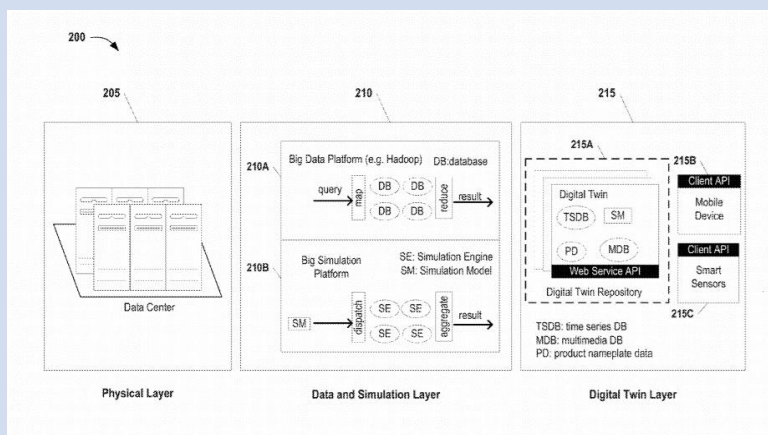 200
205
210
215
215A
210A
Big Data Platform (e.g. Hadoop)
DB:database
215B
Client API
Mobile
Device
query
map
DB
DB
DB
DB
reduce
result
Digital Twin
TSDB
SM
PD
MDB
Web Service API
Digital Twin Repository
210B
Big Simulation
Platform
SE: Simulation Engine
SM: Simulation Model
Client API
Smart
Sensors
215C
SM
dispatch
SE
SE
SE
SE
aggregate
result
Data Center
TSDB: time series DB
MDB: multimedia DB
PD: product nameplate data
Physical Layer
Data and Simulation Layer
Digital Twin Layer